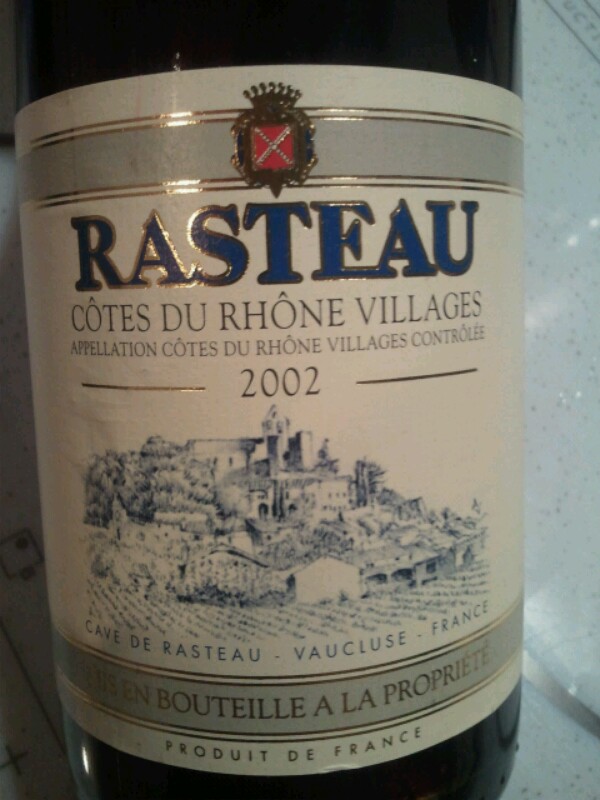 RASTEAU
CÔTES DU RHÔNE VILLAGES
APPELLATION CÔTES DU RHÔNE VILLAGES CONTRÔLÉE
2002
CAVE DE RASTEAU - VAUCLUSE - FRANCE
EN BOUTEILLE A LA PROPRIÉTÉ
PRODUIT DE FRANCE